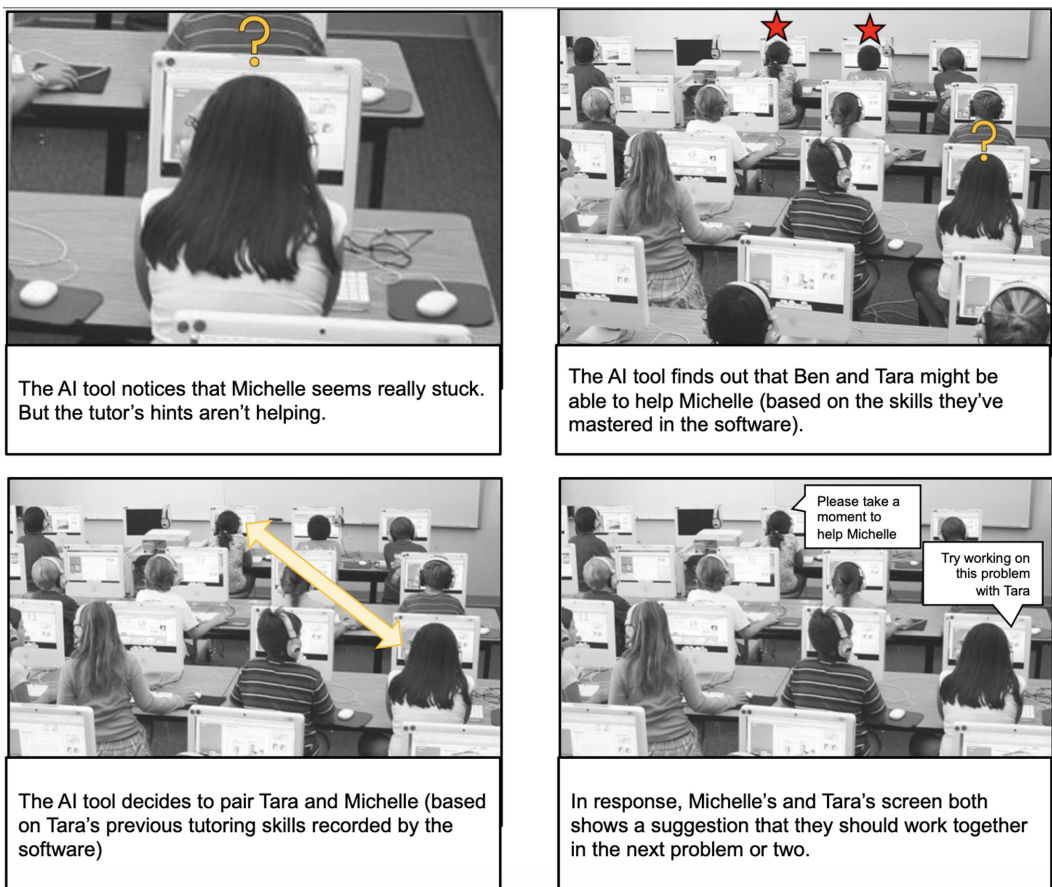 ?
The AI tool notices that Michelle seems really stuck.
But the tutor's hints aren't helping.
?
The AI tool finds out that Ben and Tara might be
able to help Michelle (based on the skills they've
mastered in the software).
The AI tool decides to pair Tara and Michelle (based
on Tara's previous tutoring skills recorded by the
software)
Please take a
moment to
help Michelle
Try working on
this problem
with Tara
In response, Michelle's and Tara's screen both
shows a suggestion that they should work together
in the next problem or two.